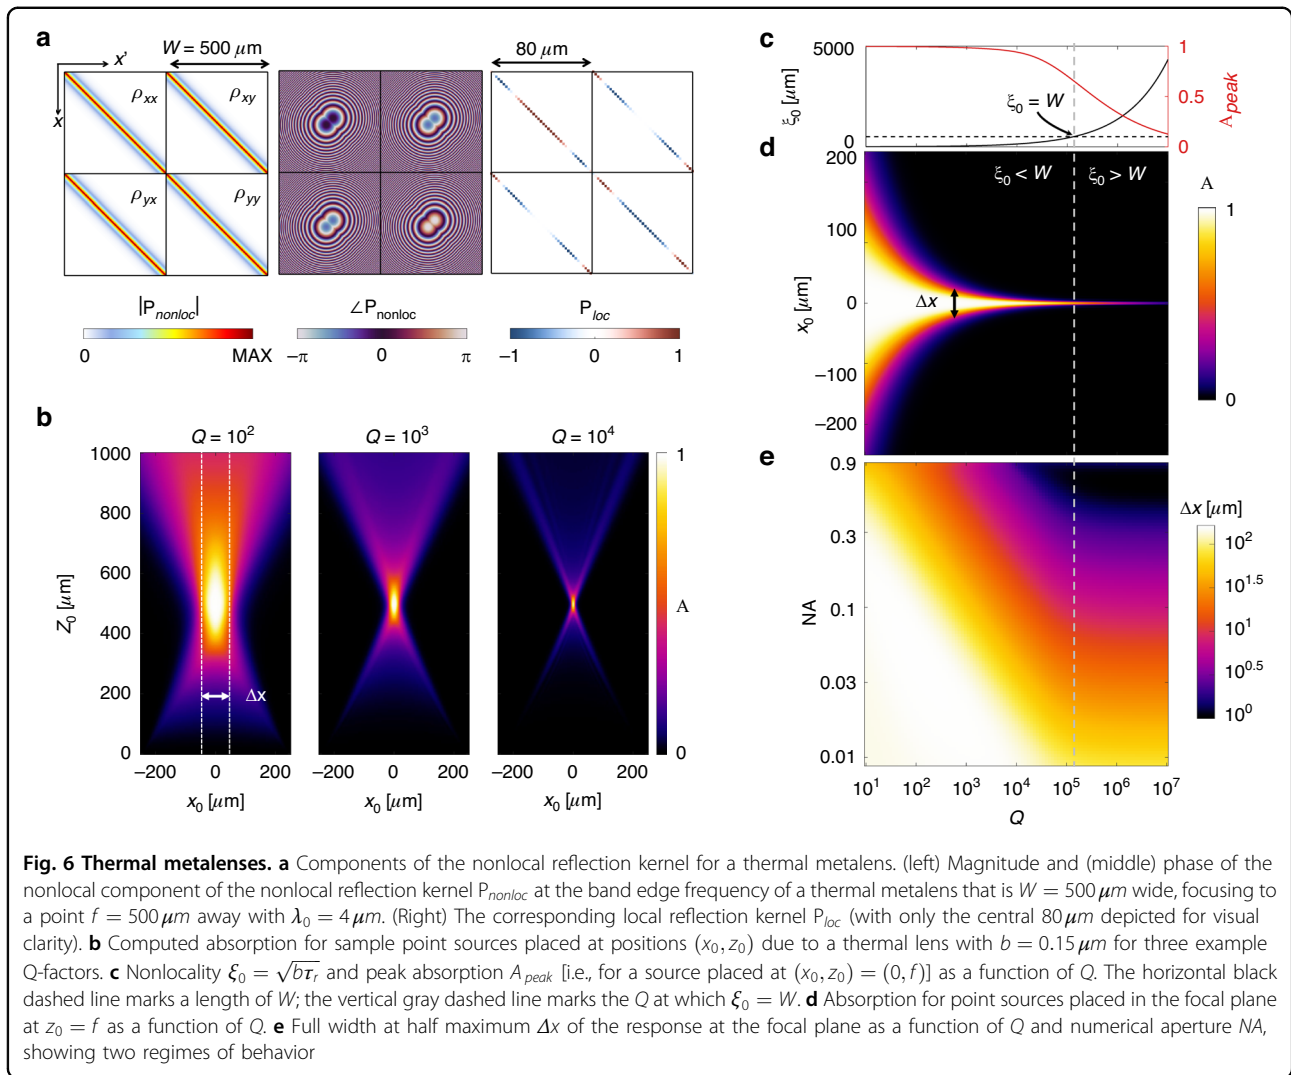 a
W = 500 μm
80 μm
x'
x
ρxx
ρxy
ρyx
ρyy
|Pnonloc|
∠Pnonloc
Ploc
0
MAX
−π
0
π
−1
0
1
b
Q = 10²
Q = 10³
Q = 10⁴
1000
800
600
400
200
0
Z0 [μm]
Δx
−200
0
200
−200
0
200
−200
0
200
x0 [μm]
x0 [μm]
x0 [μm]
1
A
0
c
5000
0
ξ0 [μm]
ξ0 = W
1
0.5
0
Apeak
d
200
100
0
−100
−200
x0 [μm]
ξ0 < W
ξ0 > W
Δx
A
1
0
e
0.9
0.3
0.1
0.03
0.01
NA
10¹
10²
10³
10⁴
10⁵
10⁶
10⁷
Q
Δx [μm]
10²
10^1.5
10¹
10^0.5
10⁰
Fig. 6 Thermal metalenses. a Components of the nonlocal reflection kernel for a thermal metalens. (left) Magnitude and (middle) phase of the
nonlocal component of the nonlocal reflection kernel Pnonloc at the band edge frequency of a thermal metalens that is W = 500 μm wide, focusing to
a point f = 500 μm away with λ0 = 4 μm. (Right) The corresponding local reflection kernel Ploc (with only the central 80 μm depicted for visual
clarity). b Computed absorption for sample point sources placed at positions (x0, z0) due to a thermal lens with b = 0.15 μm for three example
Q-factors. c Nonlocality ξ0 = √bτr and peak absorption Apeak [i.e., for a source placed at (x0, z0) = (0, f)] as a function of Q. The horizontal black
dashed line marks a length of W; the vertical gray dashed line marks the Q at which ξ0 = W. d Absorption for point sources placed in the focal plane
at z0 = f as a function of Q. e Full width at half maximum Δx of the response at the focal plane as a function of Q and numerical aperture NA,
showing two regimes of behavior